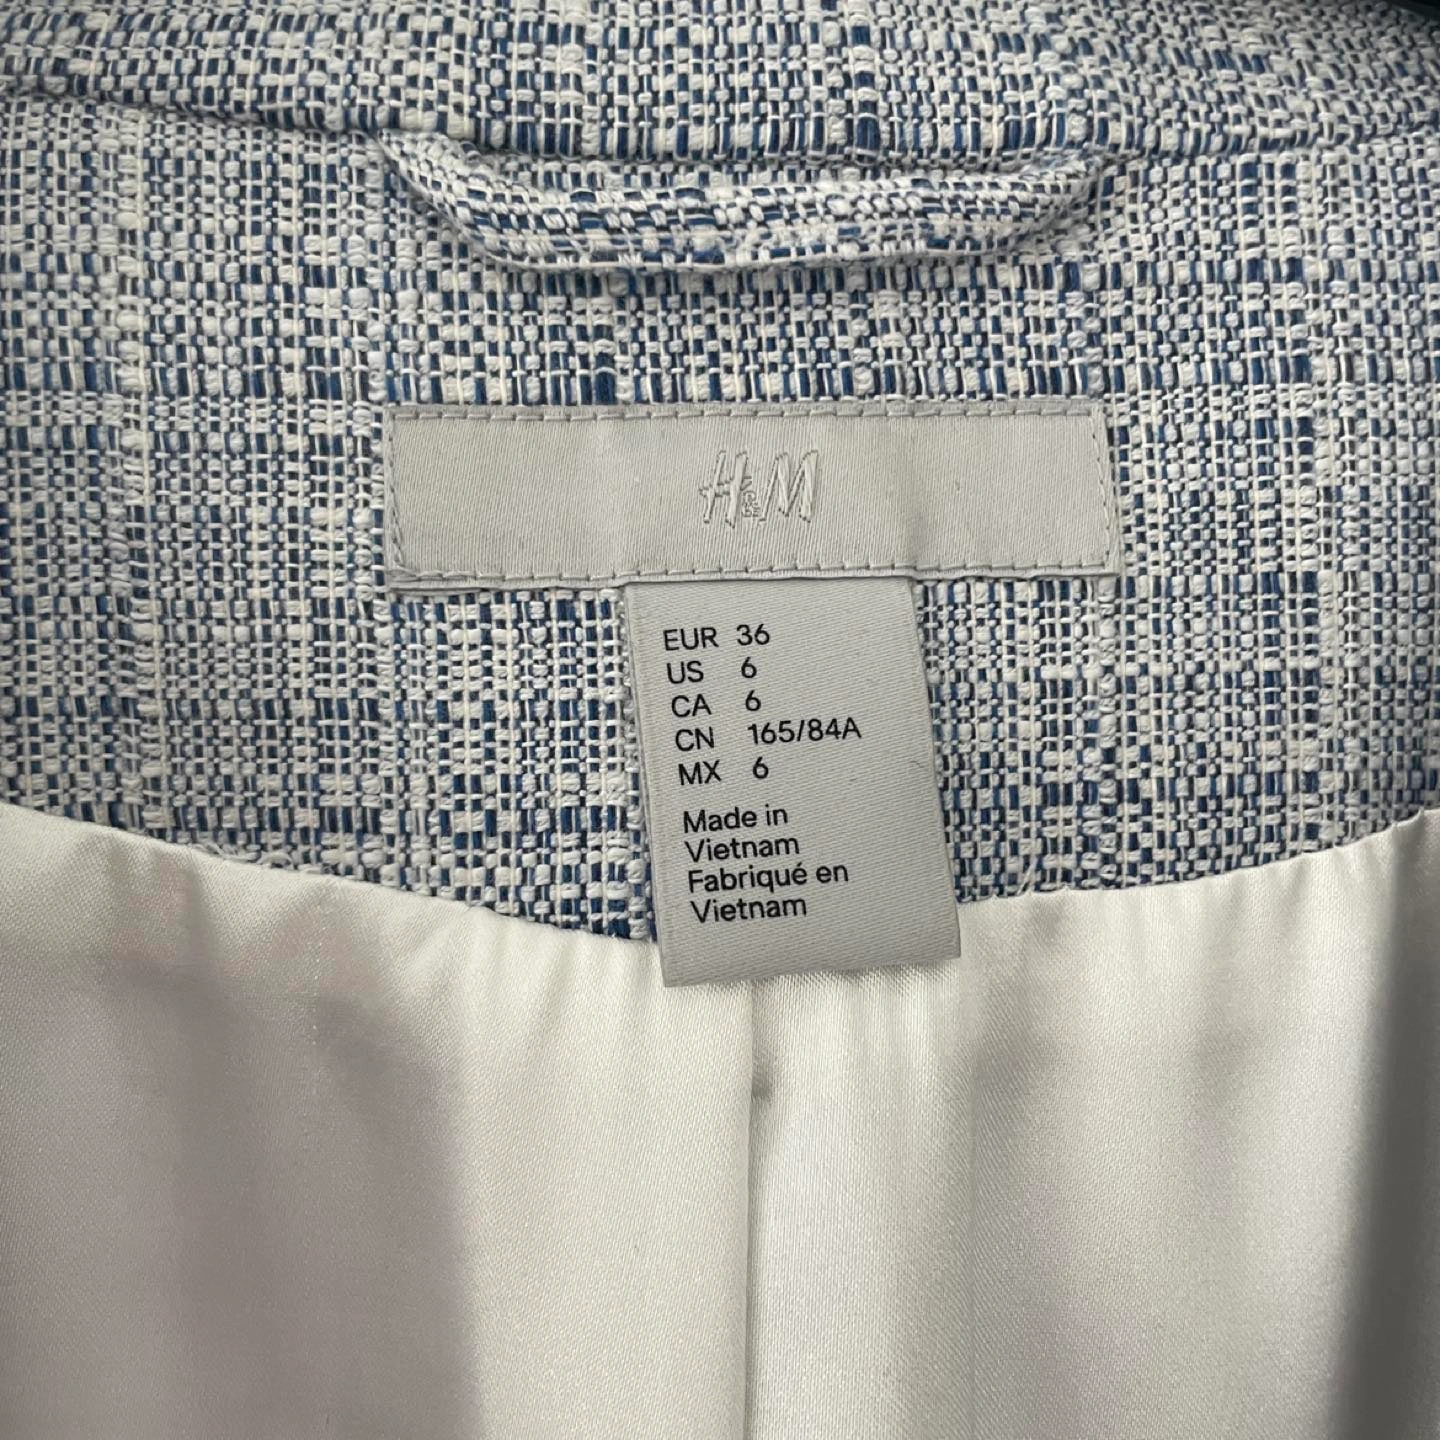 H&M
EUR 36
US 6
CA 6
CN 165/84A
MX 6
Made in
Vietnam
Fabriqué en
Vietnam